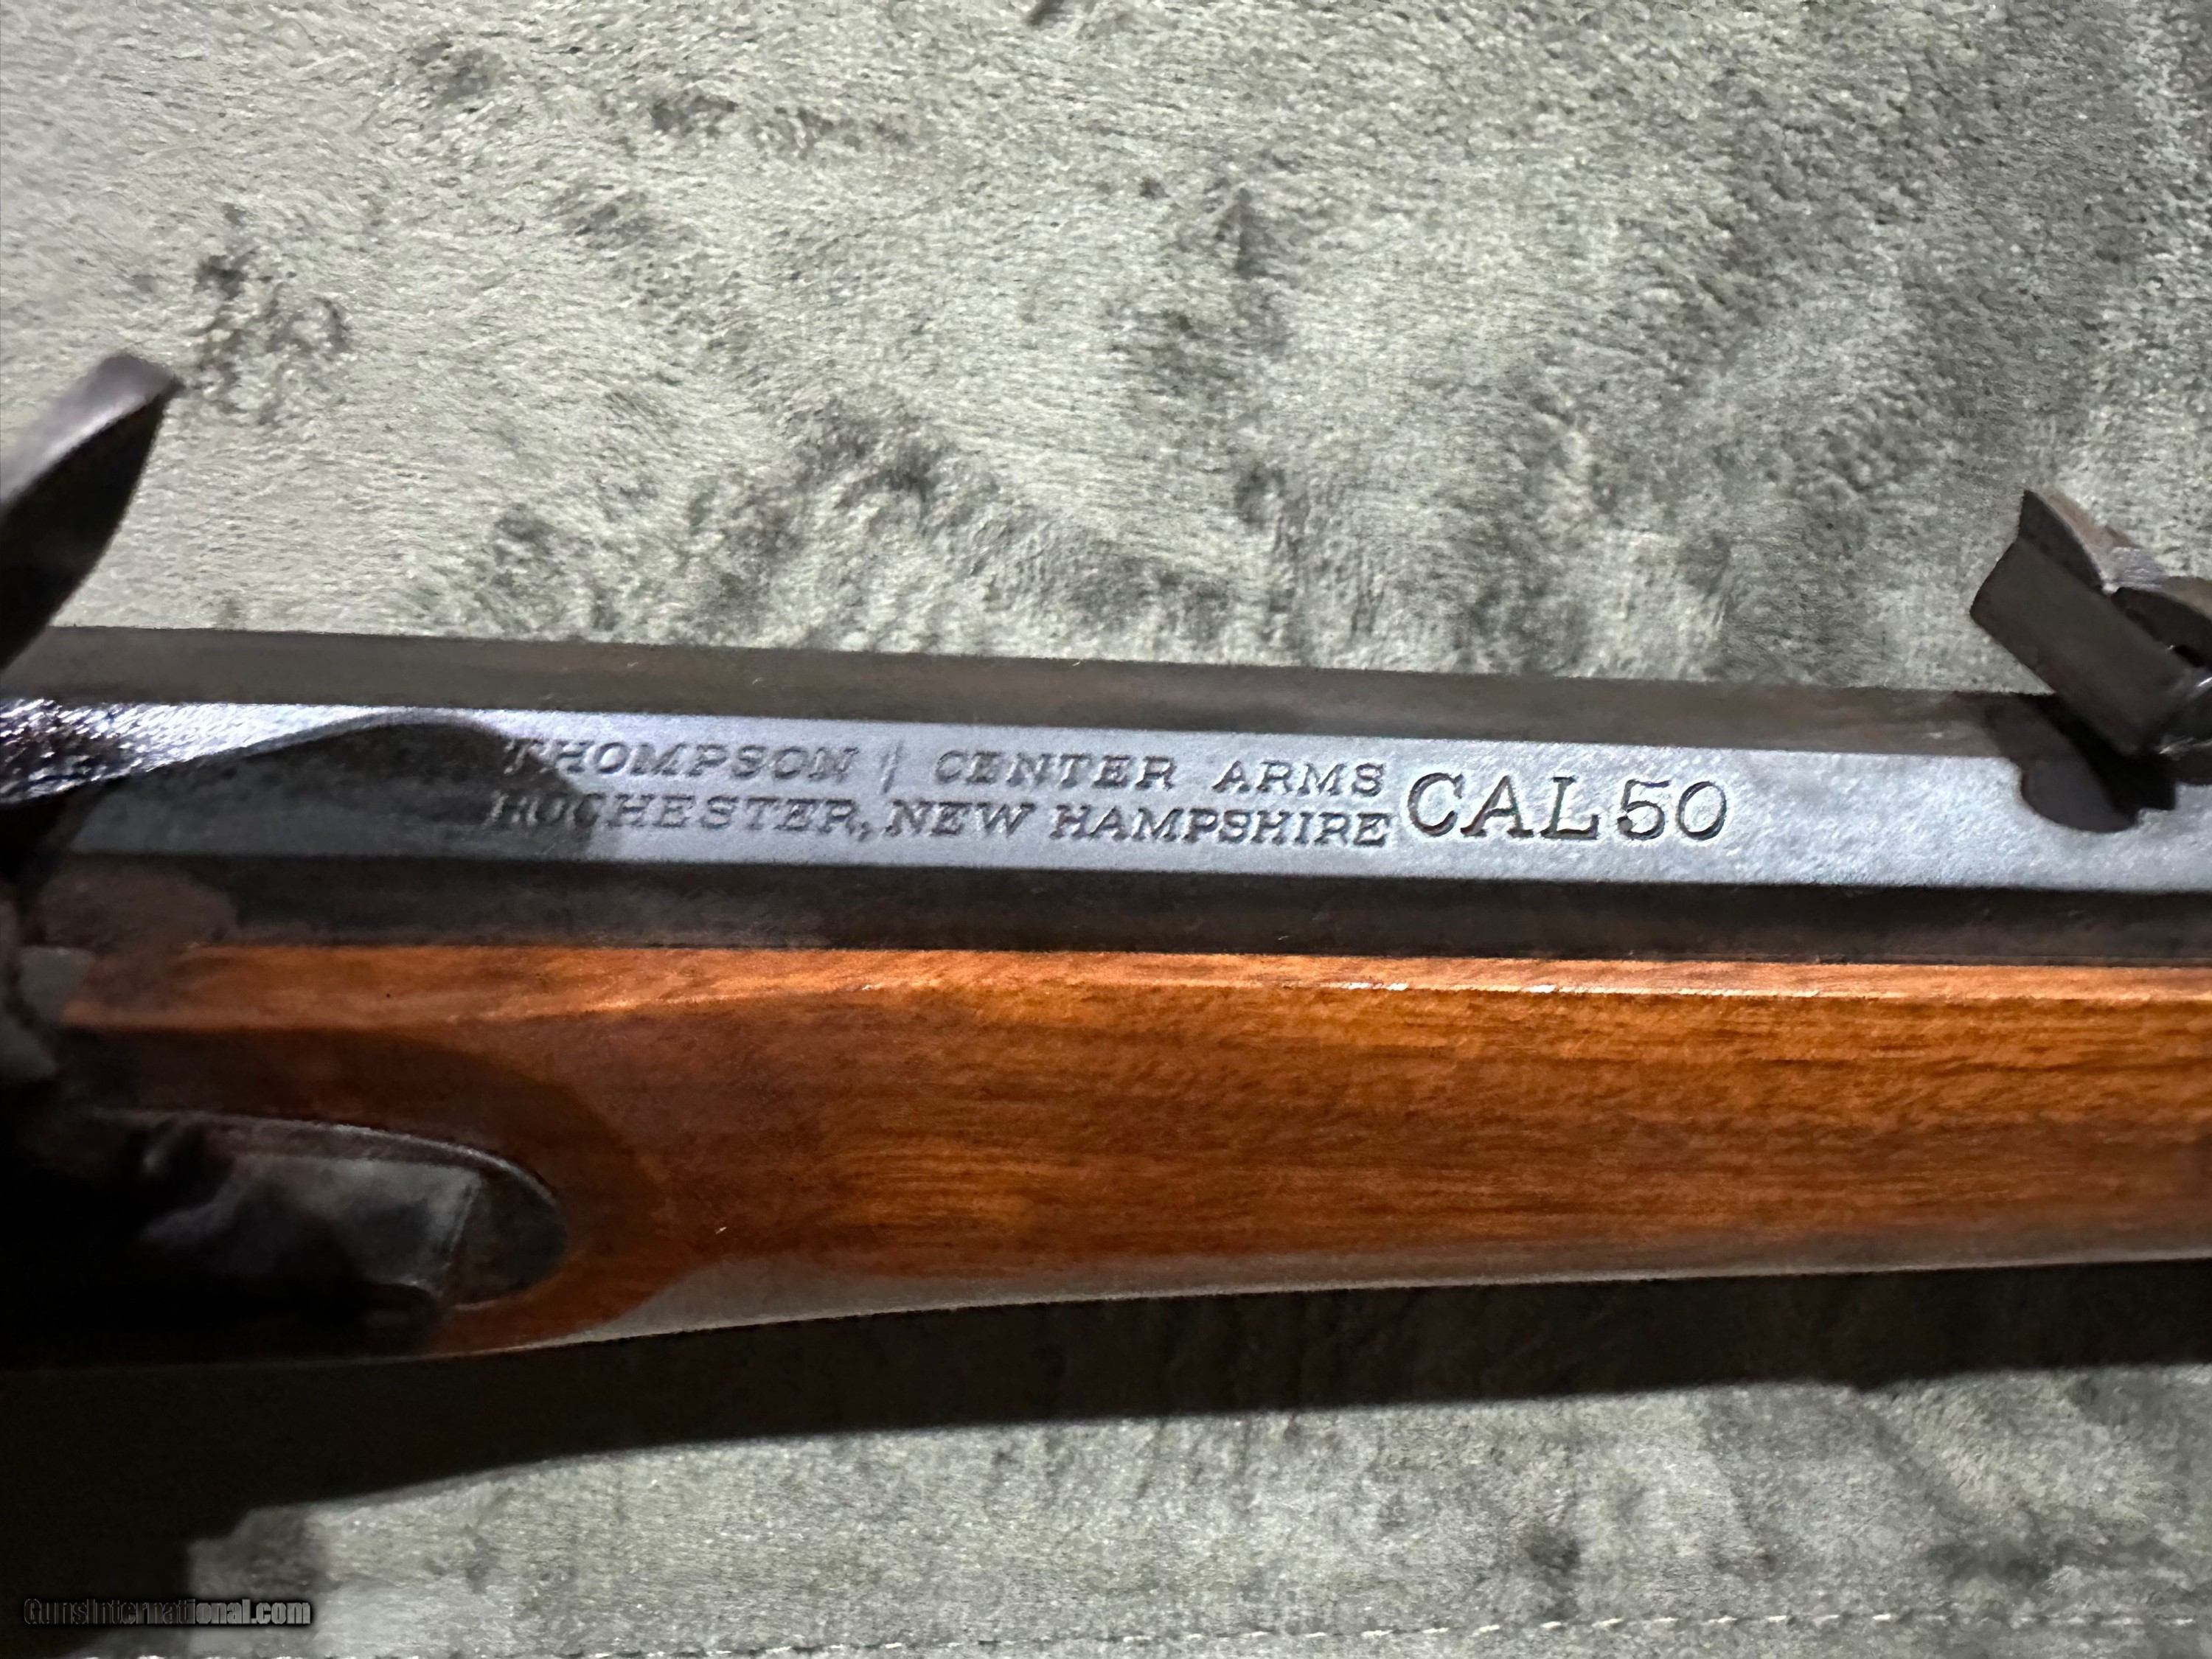 THOMPSON / CENTER ARMS
ROCHESTER, NEW HAMPSHIRE
CAL 50
GunsInternational.com